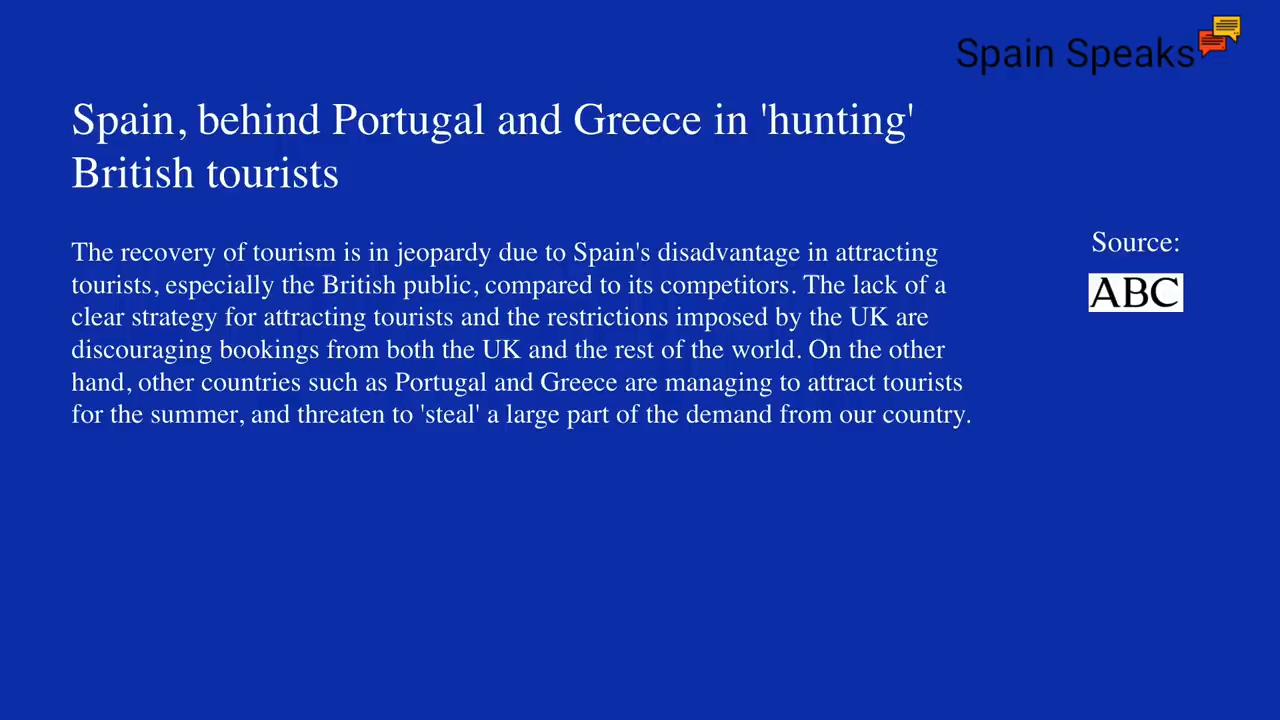 Spain Speaks
Spain, behind Portugal and Greece in 'hunting'
British tourists
The recovery of tourism is in jeopardy due to Spain's disadvantage in attracting
tourists, especially the British public, compared to its competitors. The lack of a
clear strategy for attracting tourists and the restrictions imposed by the UK are
discouraging bookings from both the UK and the rest of the world. On the other
hand, other countries such as Portugal and Greece are managing to attract tourists
for the summer, and threaten to 'steal' a large part of the demand from our country.
Source:
ABC